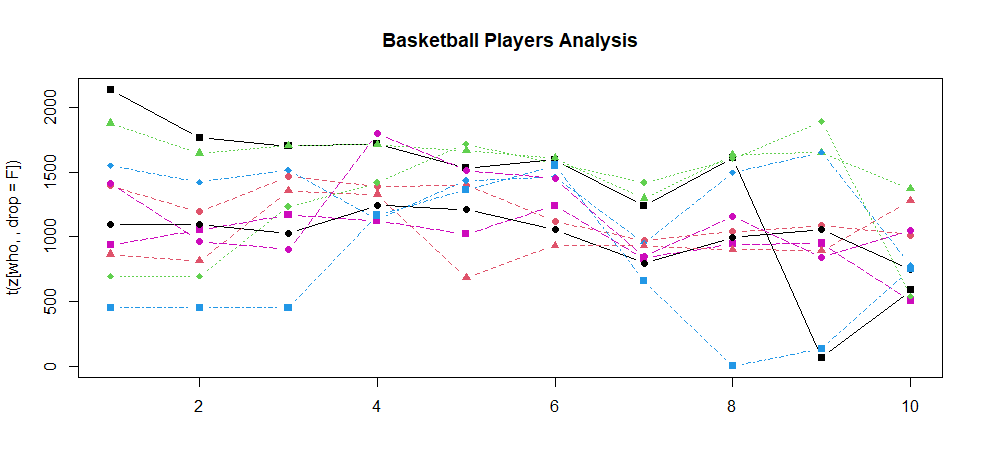 Basketball Players Analysis
t(z[who, , drop = F])
2000
1500
1000
500
0
2 4 6 8 10